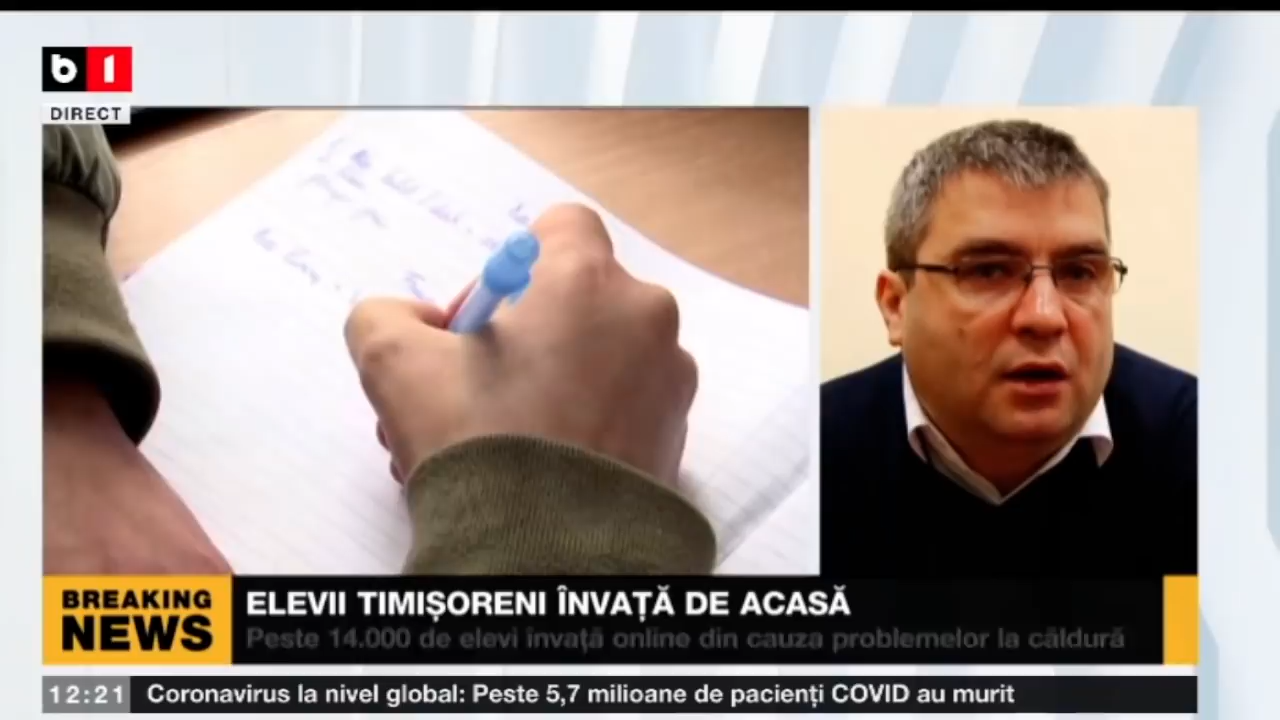 b 1
DIRECT
BREAKING
NEWS
ELEVII TIMIȘORENI ÎNVAȚĂ DE ACASĂ
Peste 14.000 de elevi învață online din cauza problemelor la căldură
12:21 Coronavirus la nivel global: Peste 5,7 milioane de pacienți COVID au murit